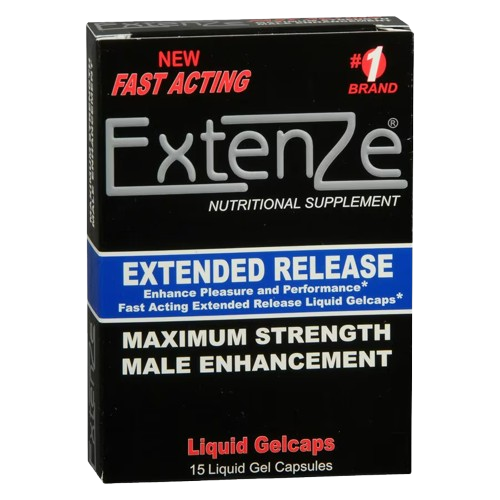 NEW
FAST ACTING
#1
BRAND
ExtenZe®
NUTRITIONAL SUPPLEMENT
EXTENDED RELEASE
Enhance Pleasure and Performance*
Fast Acting Extended Release Liquid Gelcaps*
MAXIMUM STRENGTH
MALE ENHANCEMENT
Liquid Gelcaps
15 Liquid Gel Capsules